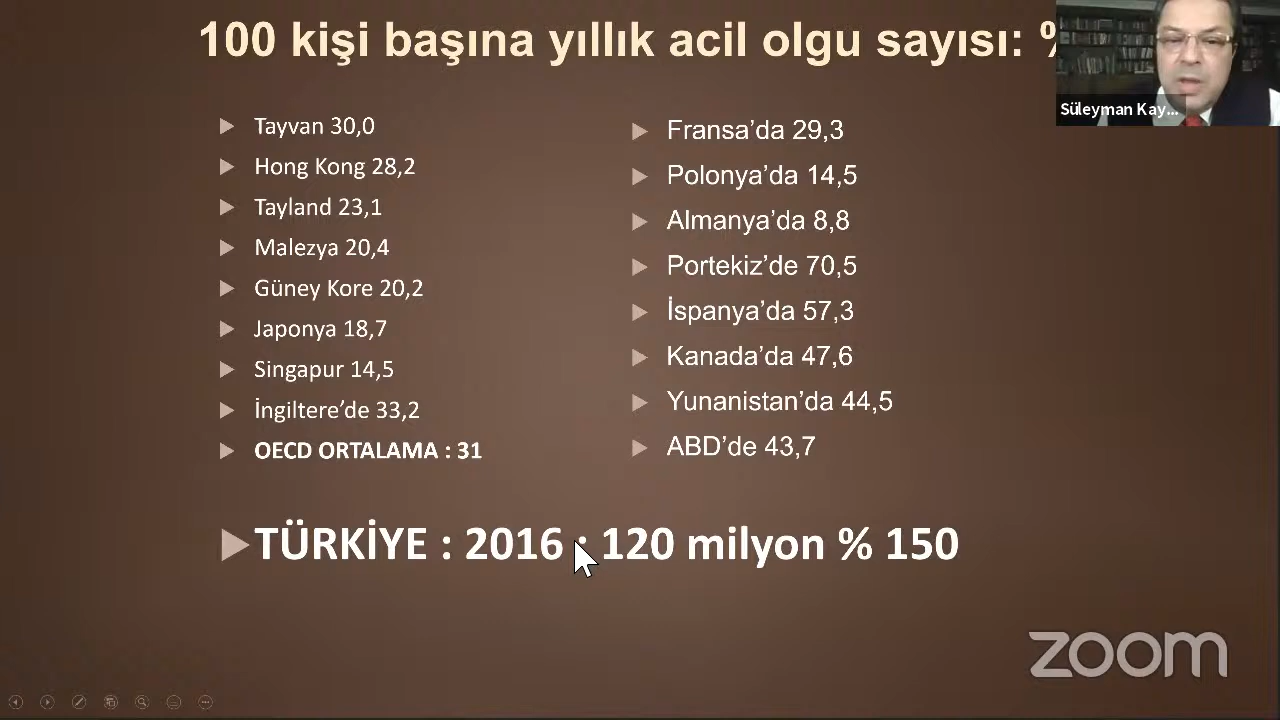 100 kişi başına yıllık acil olgu sayısı: %
Süleyman Kay...
Tayvan 30,0
Hong Kong 28,2
Tayland 23,1
Malezya 20,4
Güney Kore 20,2
Japonya 18,7
Singapur 14,5
İngiltere’de 33,2
OECD ORTALAMA : 31
Fransa’da 29,3
Polonya’da 14,5
Almanya’da 8,8
Portekiz’de 70,5
İspanya’da 57,3
Kanada’da 47,6
Yunanistan’da 44,5
ABD’de 43,7
TÜRKİYE : 2016 : 120 milyon % 150
zoom